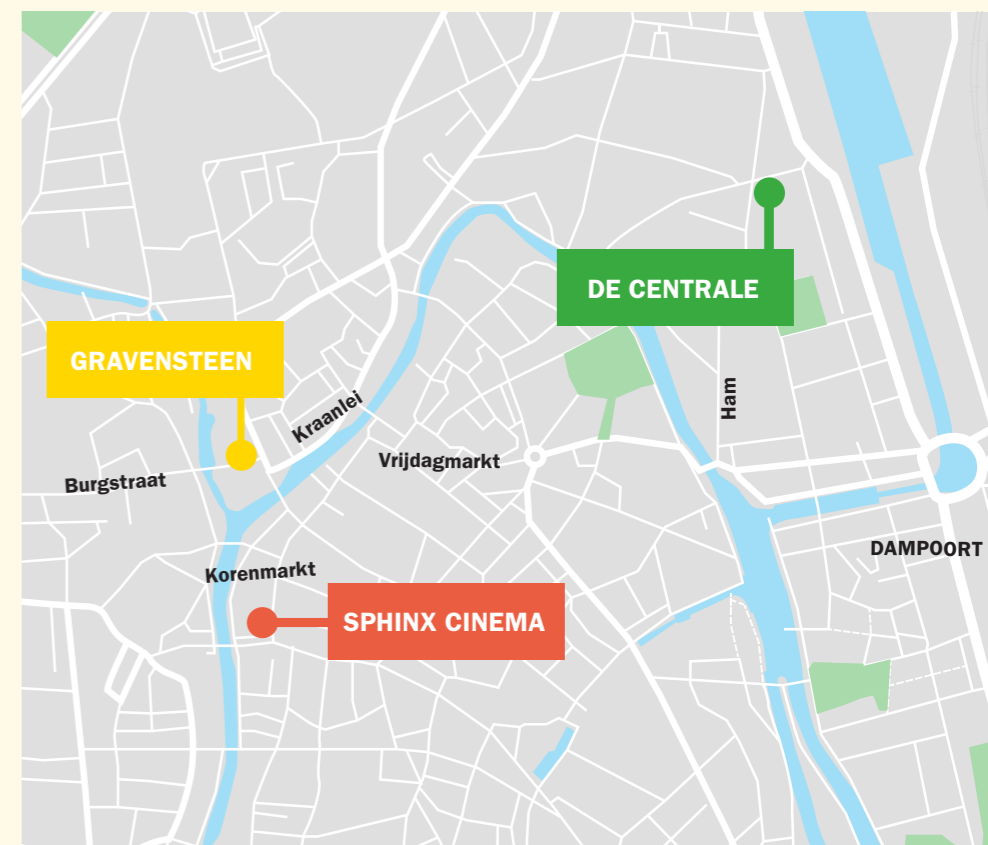 DE CENTRALE
GRAVENSTEEN
Ham
Kraanlei
Vrijdagmarkt
Burgstraat
DAMPOORT
Korenmarkt
SPHINX CINEMA